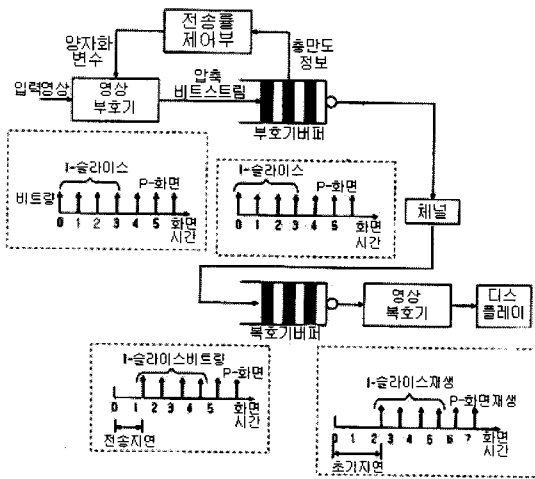 전송률
제어부
양자화
변수
충만도
정보
입력영상
영상
부호기
압축
비트스트림
부호기버퍼
I-슬라이스
P-화면
비트량
0 1 2 3 4 5 화면
시간
I-슬라이스
P-화면
0 1 2 3 4 5 화면
시간
채널
복호기버퍼
영상
복호기
디스
플레이
I-슬라이스비트량
P-화면
0 1 2 3 4 5 화면
시간
전송지연
I-슬라이스재생
P-화면재생
0 1 2 3 4 5 6 7 화면
시간
초기지연